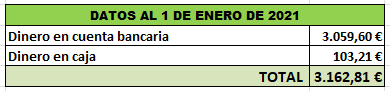 DATOS AL 1 DE ENERO DE 2021
Dinero en cuenta bancaria 3.059,60 €
Dinero en caja 103,21 €
TOTAL 3.162,81 €